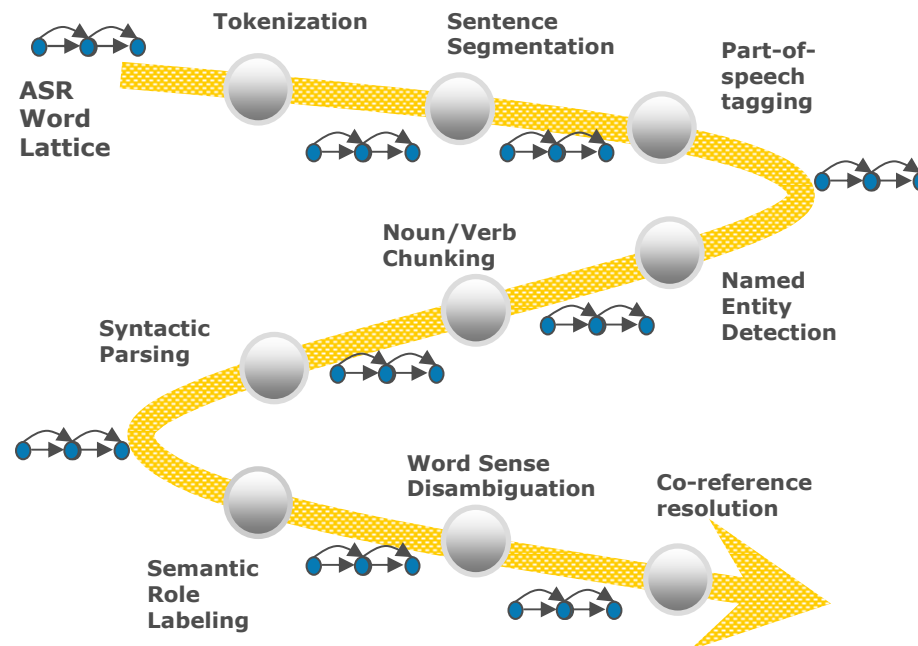 ASR
Word
Lattice
Tokenization
Sentence
Segmentation
Part-of-
speech
tagging
Named
Entity
Detection
Noun/Verb
Chunking
Syntactic
Parsing
Semantic
Role
Labeling
Word Sense
Disambiguation
Co-reference
resolution